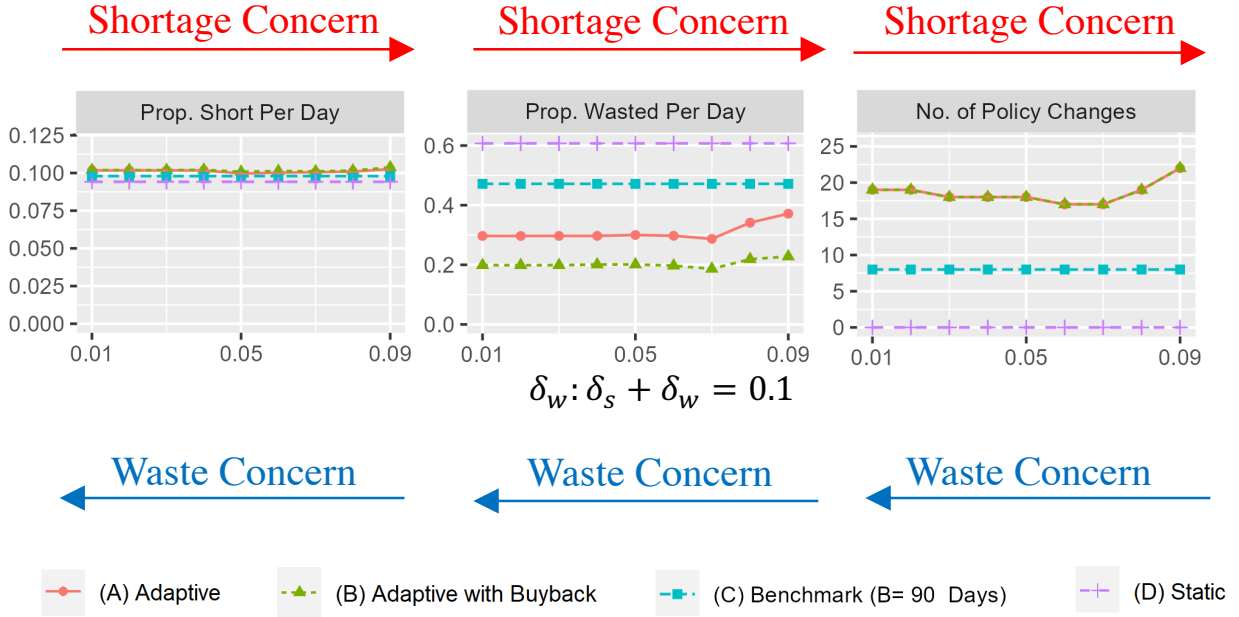 Shortage Concern Shortage Concern Shortage Concern
Prop. Short Per Day Prop. Wasted Per Day No. of Policy Changes
0.125
0.100
0.075
0.050
0.025
0.000
0.01 0.05 0.09
0.6
0.4
0.2
0.0
0.01 0.05 0.09
25
20
15
10
5
0
0.01 0.05 0.09
δ_w: δ_s + δ_w = 0.1
Waste Concern Waste Concern Waste Concern
(A) Adaptive (B) Adaptive with Buyback (C) Benchmark (B= 90 Days) (D) Static